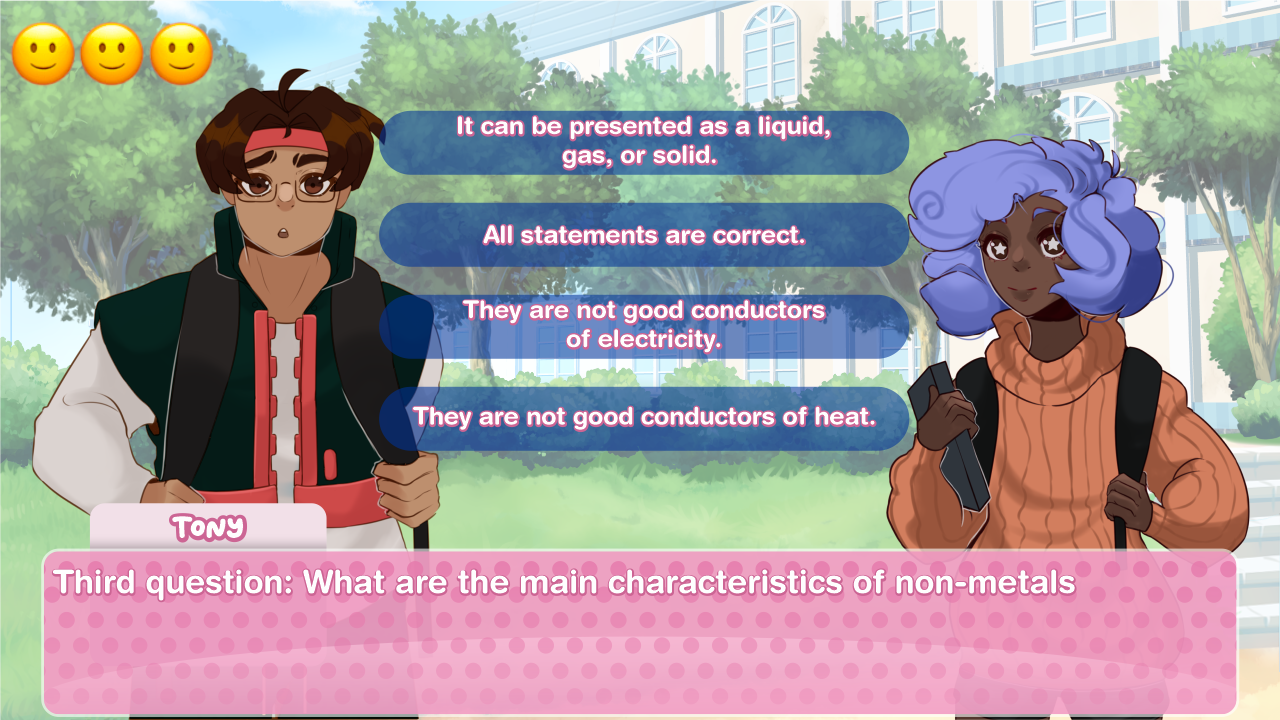 It can be presented as a liquid,
gas, or solid.
All statements are correct.
They are not good conductors
of electricity.
They are not good conductors of heat.
TONY
Third question: What are the main characteristics of non-metals